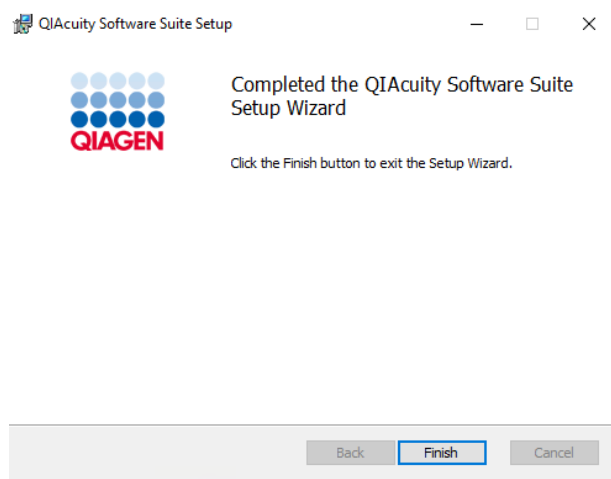 QIAcuity Software Suite Setup
QIAGEN
Completed the QIAcuity Software Suite
Setup Wizard
Click the Finish button to exit the Setup Wizard.
Back Finish Cancel